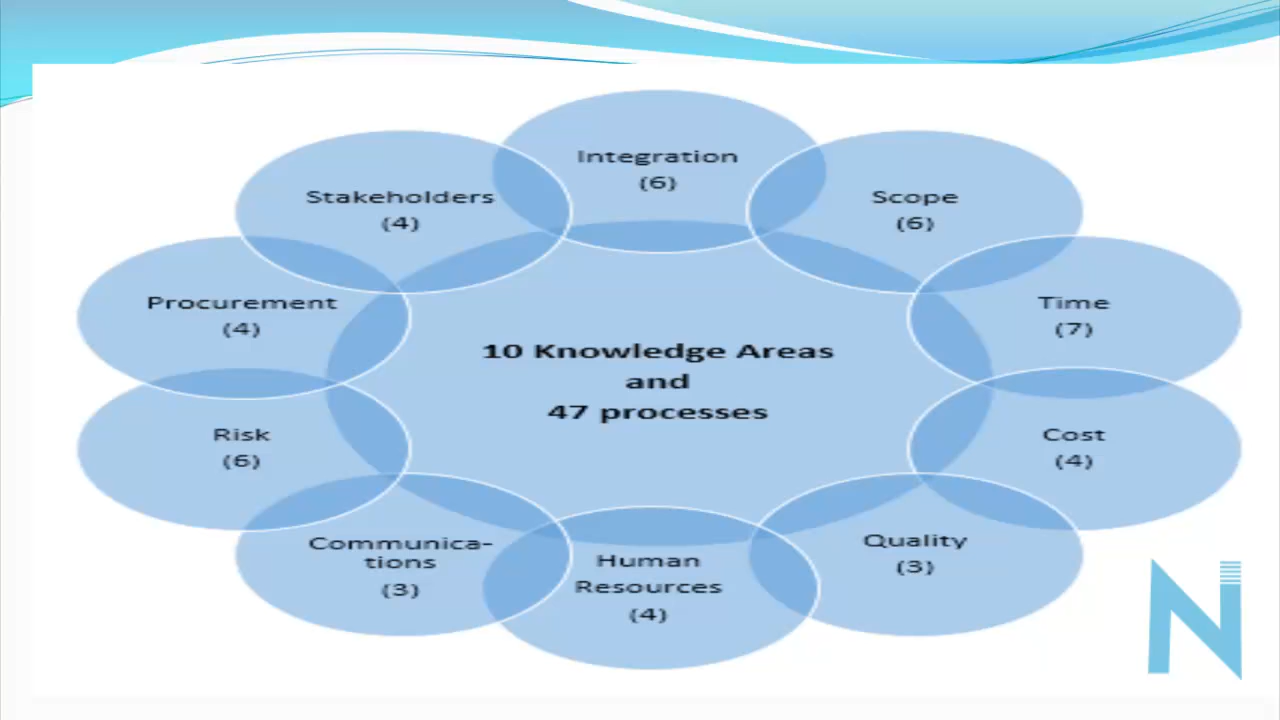 Integration
(6)
Stakeholders
(4)
Scope
(6)
Procurement
(4)
Time
(7)
10 Knowledge Areas
and
47 processes
Risk
(6)
Cost
(4)
Communica-
tions
(3)
Human
Resources
(4)
Quality
(3)
N